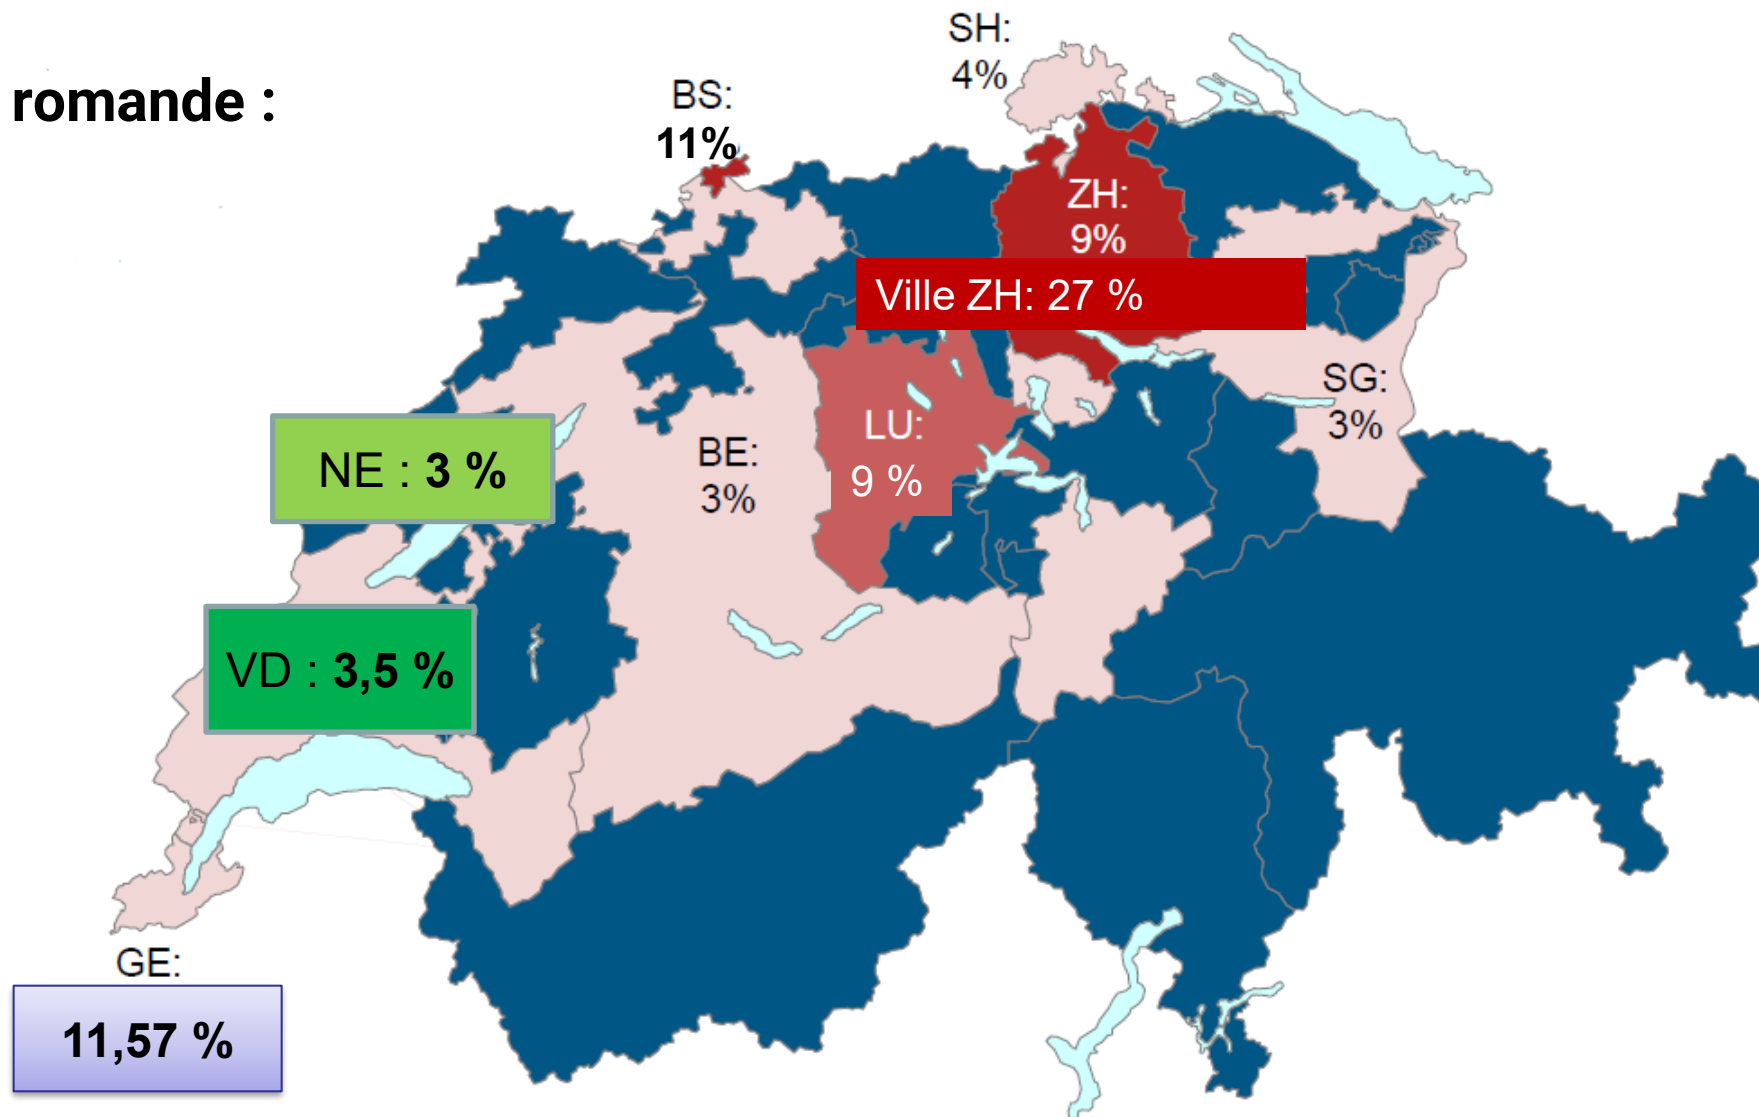 SH:
4%
romande :
BS:
11%
ZH:
9%
Ville ZH: 27 %
SG:
3%
LU:
9 %
BE:
3%
NE : 3 %
VD : 3,5 %
GE:
11,57 %